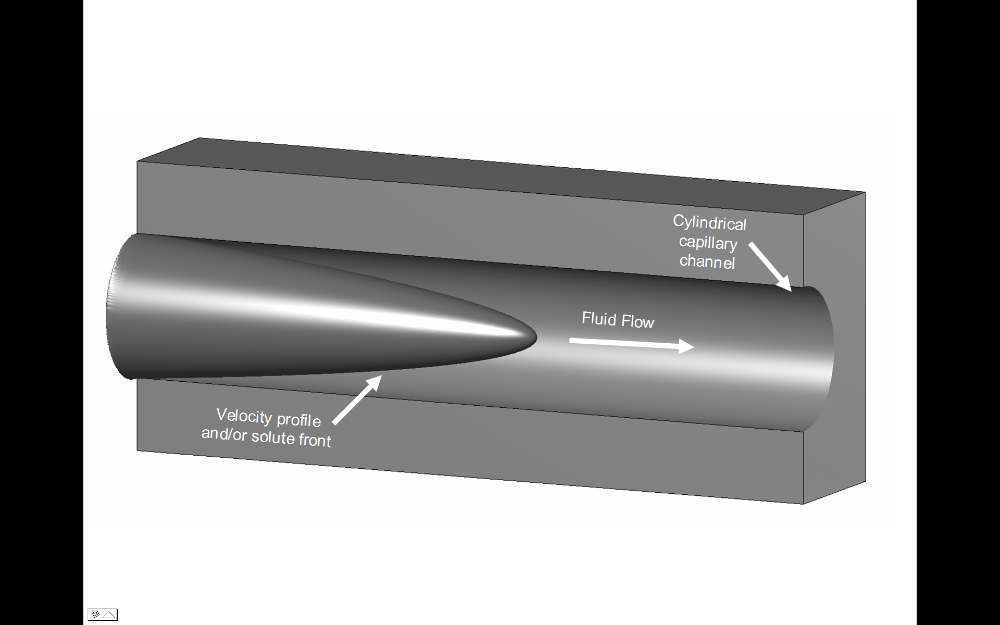 Cylindrical
capillary
channel
Fluid Flow
Velocity profile
and/or solute front